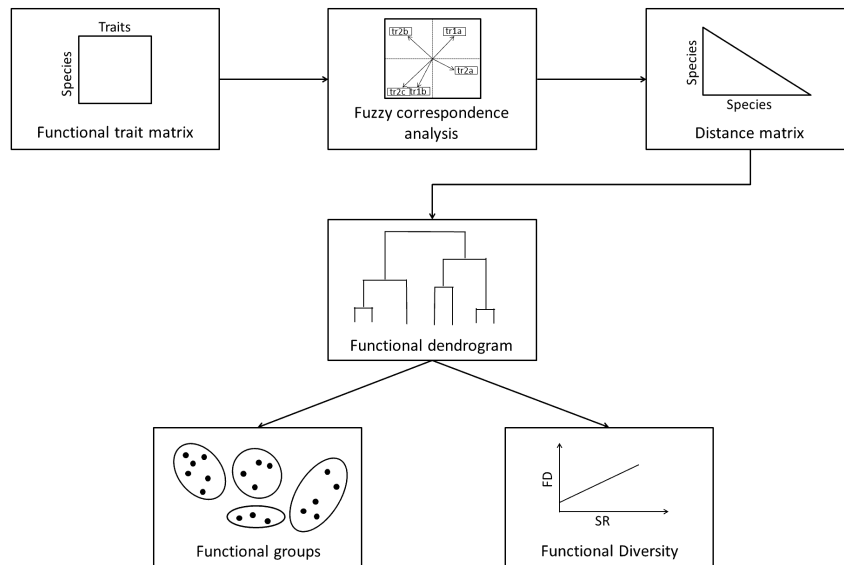 Traits
Species
Functional trait matrix
tr2b
tr1a
tr2a
tr2c
tr1b
Fuzzy correspondence
analysis
Species
Species
Distance matrix
Functional dendrogram
Functional groups
FD
SR
Functional Diversity